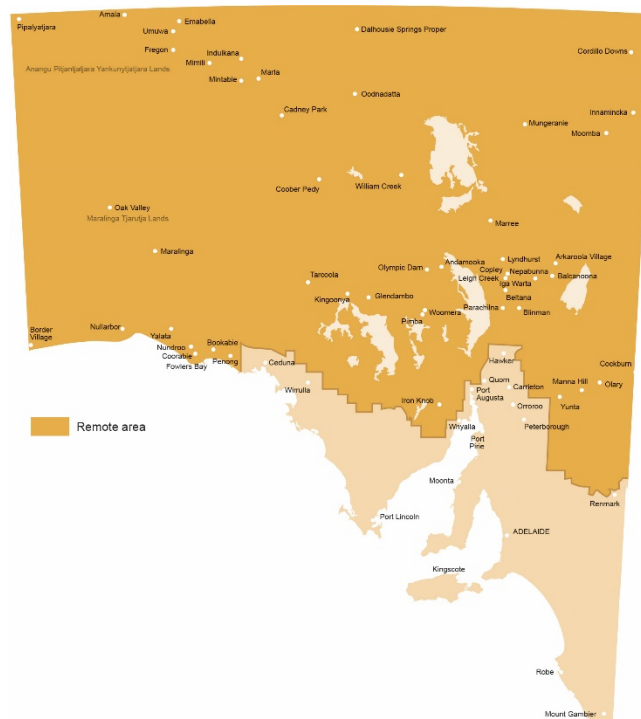 Amata
Pipalyatjara
Ernabella
Umuwa
Dalhousie Springs Proper
Fregon
Indulkana
Cordillo Downs
Mimili
Anangu Pitjantjatjara Yankunytjatjara Lands
Marla
Mintable
Oodnadatta
Cadney Park
Innamincka
Mungeranie
Moomba
Coober Pedy
William Creek
Oak Valley
Maralinga Tjarutja Lands
Marree
Maralinga
Lyndhurst
Arkaroola Village
Andamooka
Copley
Olympic Dam
Nepabunna
Tarcoola
Leigh Creek
Balcanoona
Iga Warta
Kingoonya
Glendambo
Beltana
Parachilna
Woomera
Blinman
Pimba
Border
Village
Nullarbor
Yalata
Nundroo
Bookabie
Coorabie
Penong
Fowlers Bay
Ceduna
Hawker
Cockburn
Wirrulla
Quorn
Manna Hill
Olary
Port
Augusta
Carrieton
Iron Knob
Orroroo
Yunta
Whyalla
Peterborough
Remote area
Port
Pirie
Moonta
Renmark
Port Lincoln
ADELAIDE
Kingscote
Robe
Mount Gambier